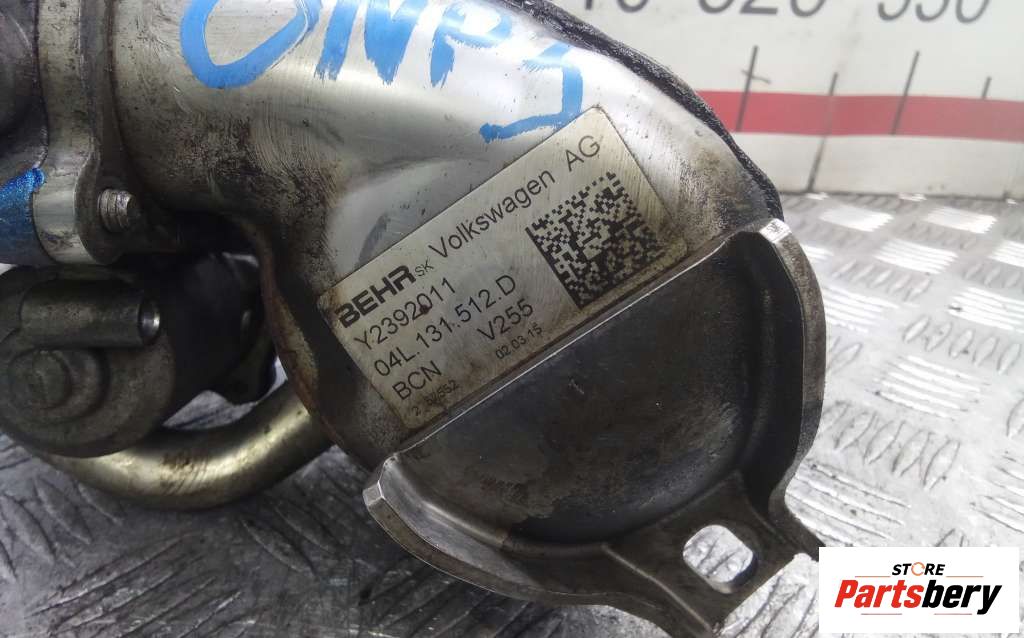 BEHR SK Volkswagen AG
Y2392011
04L.131.512.D
BCN V255
02.03.15
STORE
Partsbery